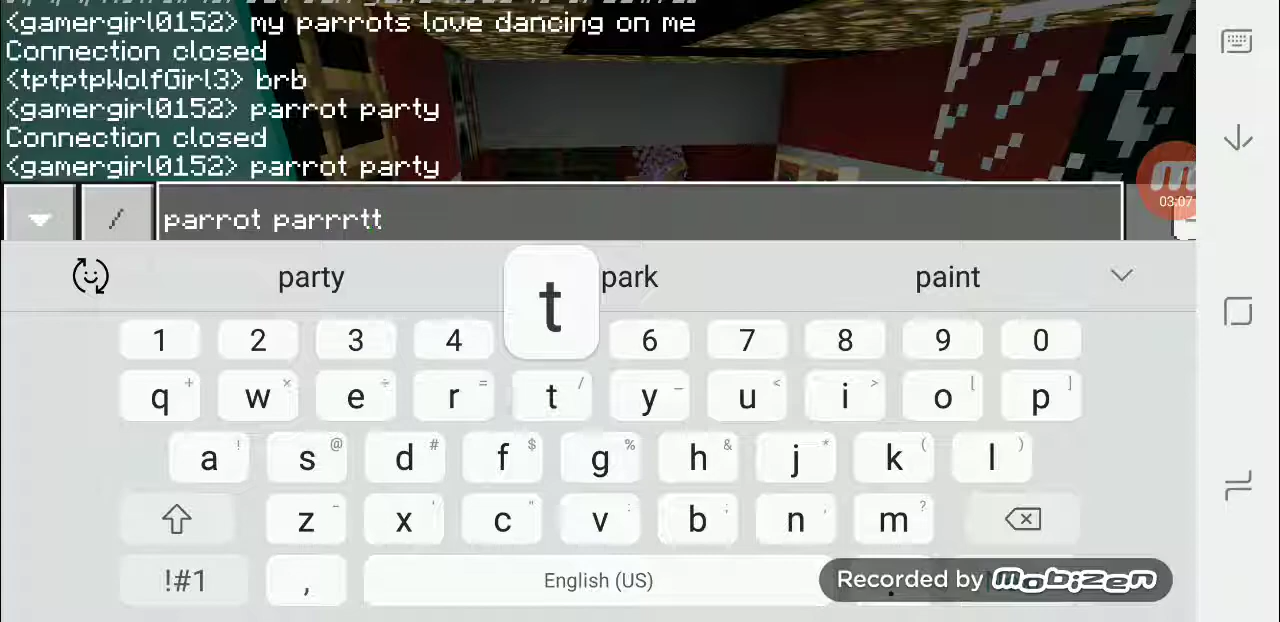 <gamergirl0152> my parrots love dancing on me
Connection closed
<tptptpWolfGirl3> brb
<gamergirl0152> parrot party
Connection closed
<gamergirl0152> parrot party
/ parrot parrrtt
03:07
party park paint
t
1 2 3 4 6 7 8 9 0
q + w × e ÷ r = t / y _ u < i > o [ p ]
a ! s @ d # f $ g % h & j * k ( l )
z - x ' c " v : b ; n , m ?
!#1 , English (US) .
Recorded by Mobizen